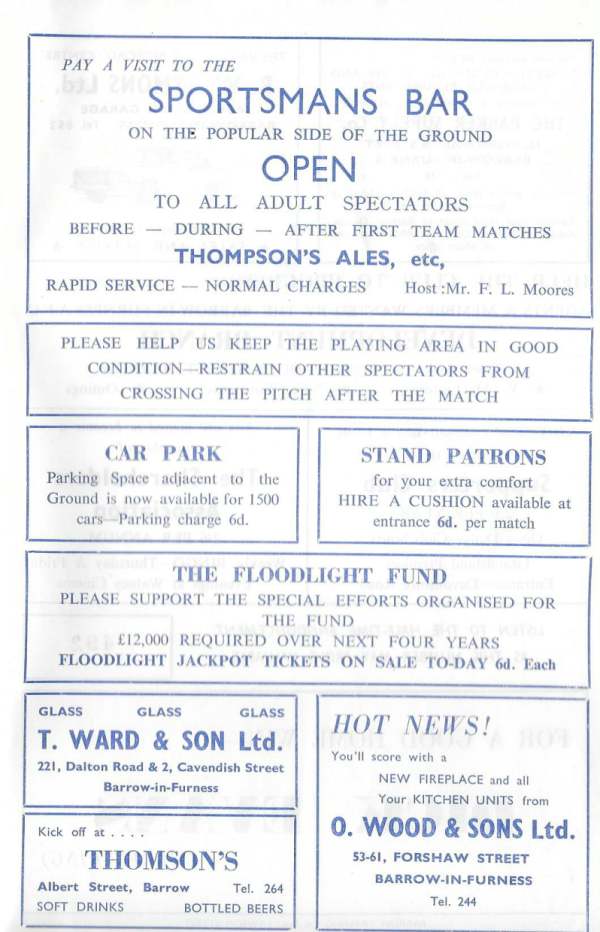 PAY A VISIT TO THE
SPORTSMANS BAR
ON THE POPULAR SIDE OF THE GROUND
OPEN
TO ALL ADULT SPECTATORS
BEFORE — DURING — AFTER FIRST TEAM MATCHES
THOMPSON'S ALES, etc,
RAPID SERVICE — NORMAL CHARGES Host :Mr. F. L. Moores
PLEASE HELP US KEEP THE PLAYING AREA IN GOOD
CONDITION—RESTRAIN OTHER SPECTATORS FROM
CROSSING THE PITCH AFTER THE MATCH
CAR PARK
Parking Space adjacent to the
Ground is now available for 1500
cars—Parking charge 6d.
STAND PATRONS
for your extra comfort
HIRE A CUSHION available at
entrance 6d. per match
THE FLOODLIGHT FUND
PLEASE SUPPORT THE SPECIAL EFFORTS ORGANISED FOR
THE FUND
£12,000 REQUIRED OVER NEXT FOUR YEARS
FLOODLIGHT JACKPOT TICKETS ON SALE TO-DAY 6d. Each
GLASS GLASS GLASS
T. WARD & SON Ltd.
221, Dalton Road & 2, Cavendish Street
Barrow-in-Furness
Kick off at . . . .
THOMSON'S
Albert Street, Barrow Tel. 264
SOFT DRINKS BOTTLED BEERS
HOT NEWS!
You'll score with a
NEW FIREPLACE and all
Your KITCHEN UNITS from
O. WOOD & SONS Ltd.
53-61, FORSHAW STREET
BARROW-IN-FURNESS
Tel. 244